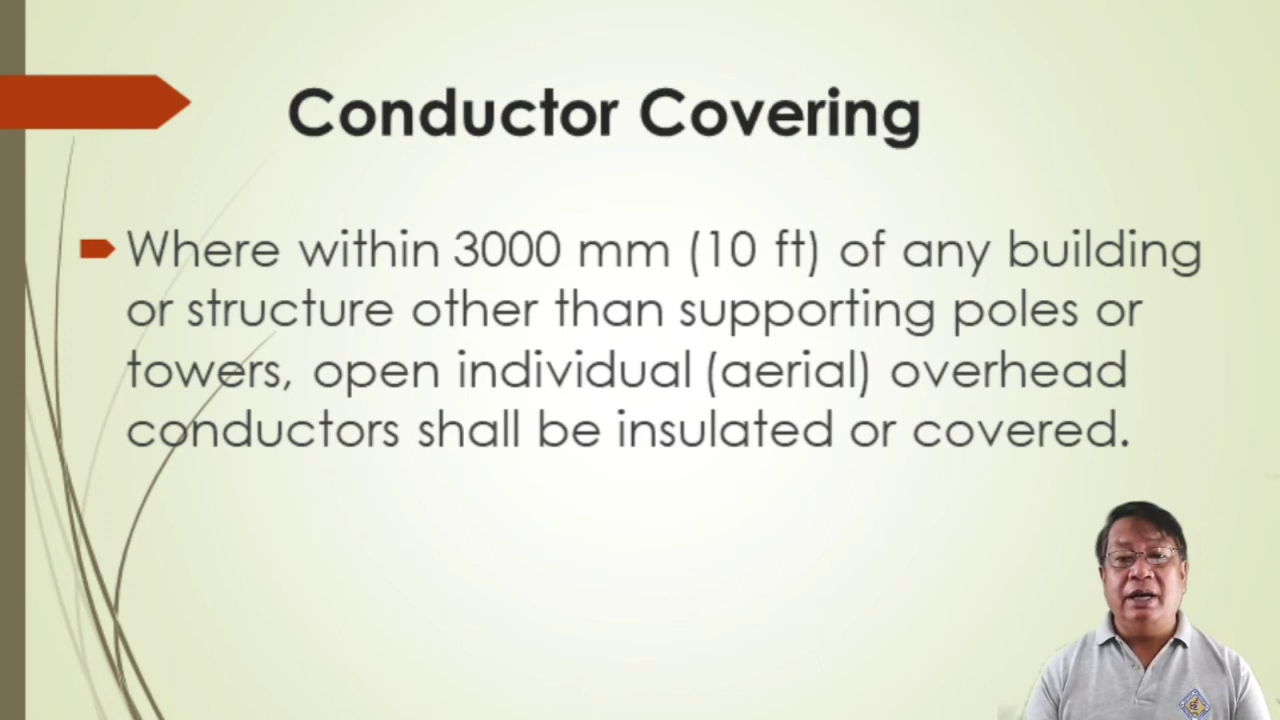 Conductor Covering
Where within 3000 mm (10 ft) of any building
or structure other than supporting poles or
towers, open individual (aerial) overhead
conductors shall be insulated or covered.